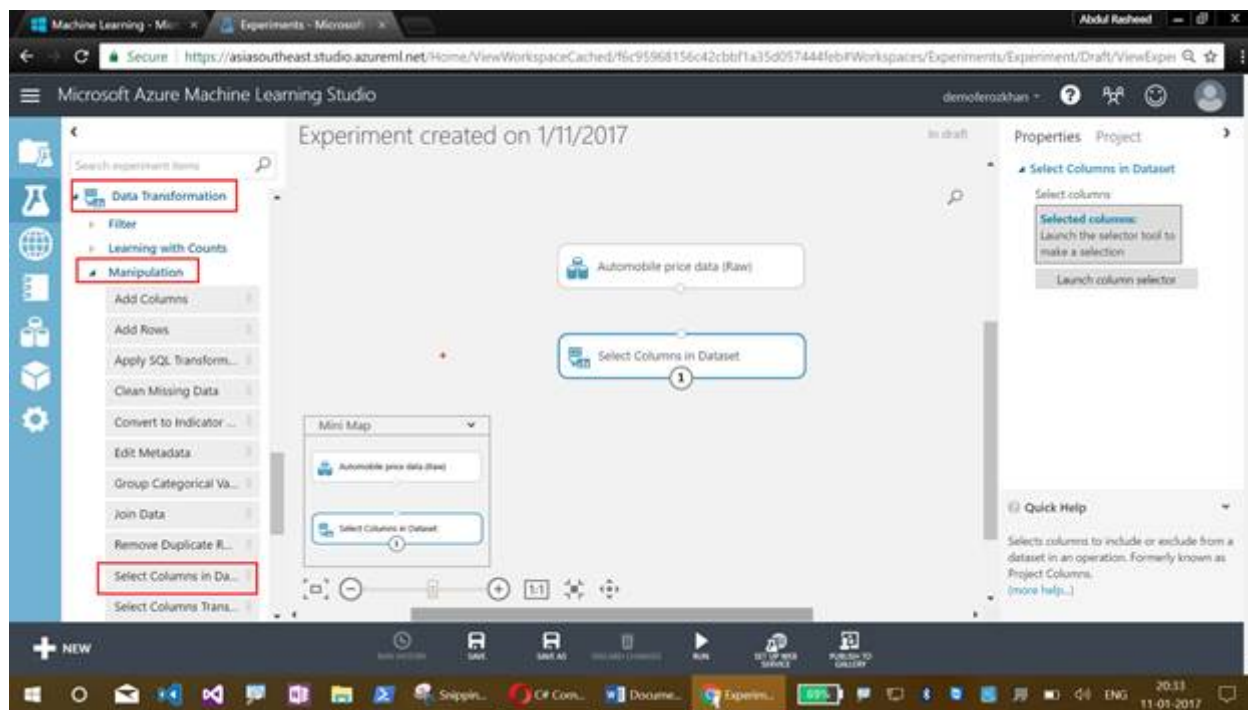 Machine Learning - Mic
Experiments - Microsoft
Abdul Rasheed
Secure
https://asiasoutheast.studio.azureml.net/Home/ViewWorkspaceCached/f6c95968156c42cbbf1a35d057444feb#Workspaces/Experiments/Experiment/Draft/ViewExper
Microsoft Azure Machine Learning Studio
demoferozkhan
Search experiment items
Data Transformation
Filter
Learning with Counts
Manipulation
Add Columns
Add Rows
Apply SQL Transform...
Clean Missing Data
Convert to Indicator ...
Edit Metadata
Group Categorical Va...
Join Data
Remove Duplicate R...
Select Columns in Da...
Select Columns Trans...
Experiment created on 1/11/2017
In draft
Automobile price data (Raw)
Select Columns in Dataset
1
Mini Map
Automobile price data (Raw)
Select Columns in Dataset
1
1:1
Properties Project
Select Columns in Dataset
Select columns
Selected columns:
Launch the selector tool to
make a selection
Launch column selector
Quick Help
Selects columns to include or exclude from a
dataset in an operation. Formerly known as
Project Columns.
(more help...)
NEW
RUN HISTORY
SAVE
SAVE AS
DISCARD CHANGES
RUN
SET UP WEB
SERVICE
PUBLISH TO
GALLERY
Snippin...
C# Com...
Docume...
Experim...
ENG
20:33
11-01-2017